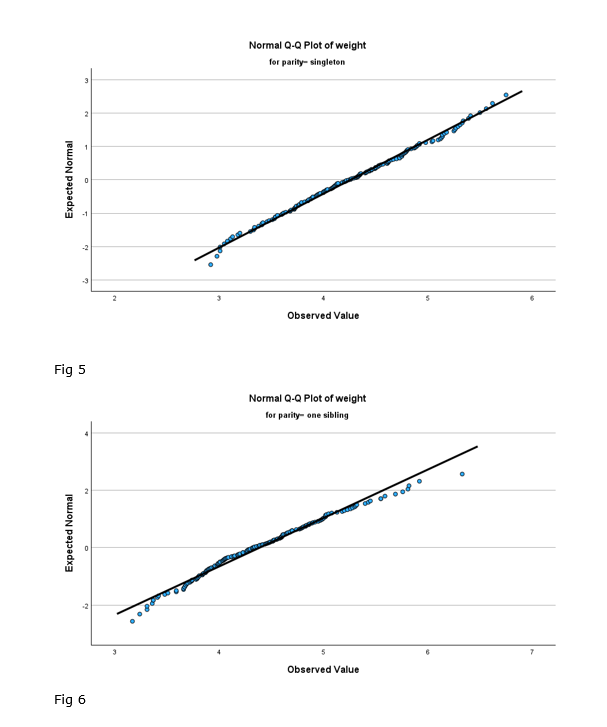 Normal Q-Q Plot of weight
for parity= singleton
3
2
1
0
-1
-2
-3
Expected Normal
2 3 4 5 6
Observed Value
Fig 5
Normal Q-Q Plot of weight
for parity= one sibling
4
2
0
-2
Expected Normal
3 4 5 6 7
Observed Value
Fig 6